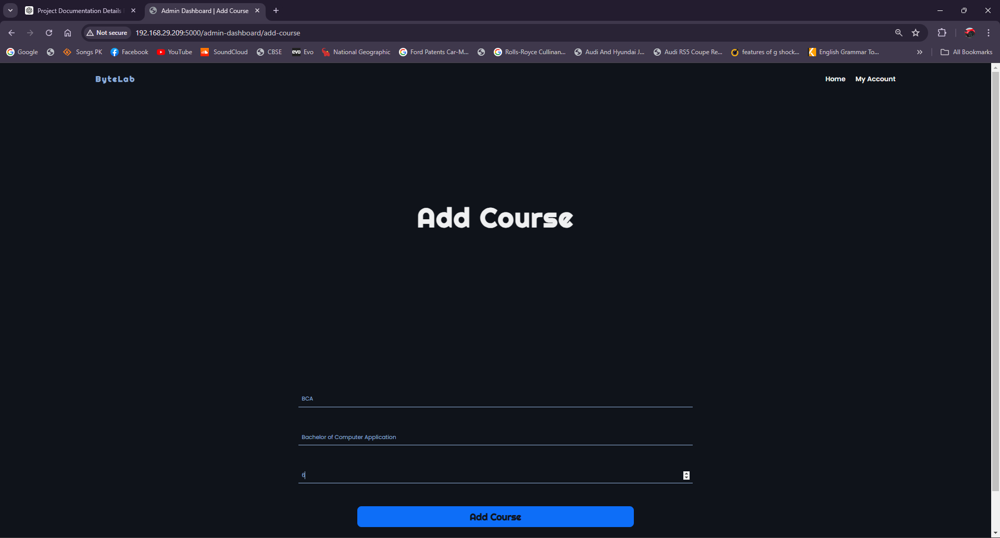 Project Documentation Details
Admin Dashboard | Add Course
Not secure
192.168.29.209:5000/admin-dashboard/add-course
Google
Songs PK
Facebook
YouTube
SoundCloud
CBSE
evo Evo
National Geographic
Ford Patents Car-M...
Rolls-Royce Cullinan...
Audi And Hyundai J...
Audi RS5 Coupe Re...
features of g shock...
English Grammar To...
All Bookmarks
ByteLab
Home
My Account
Add Course
BCA
Bachelor of Computer Application
6
Add Course